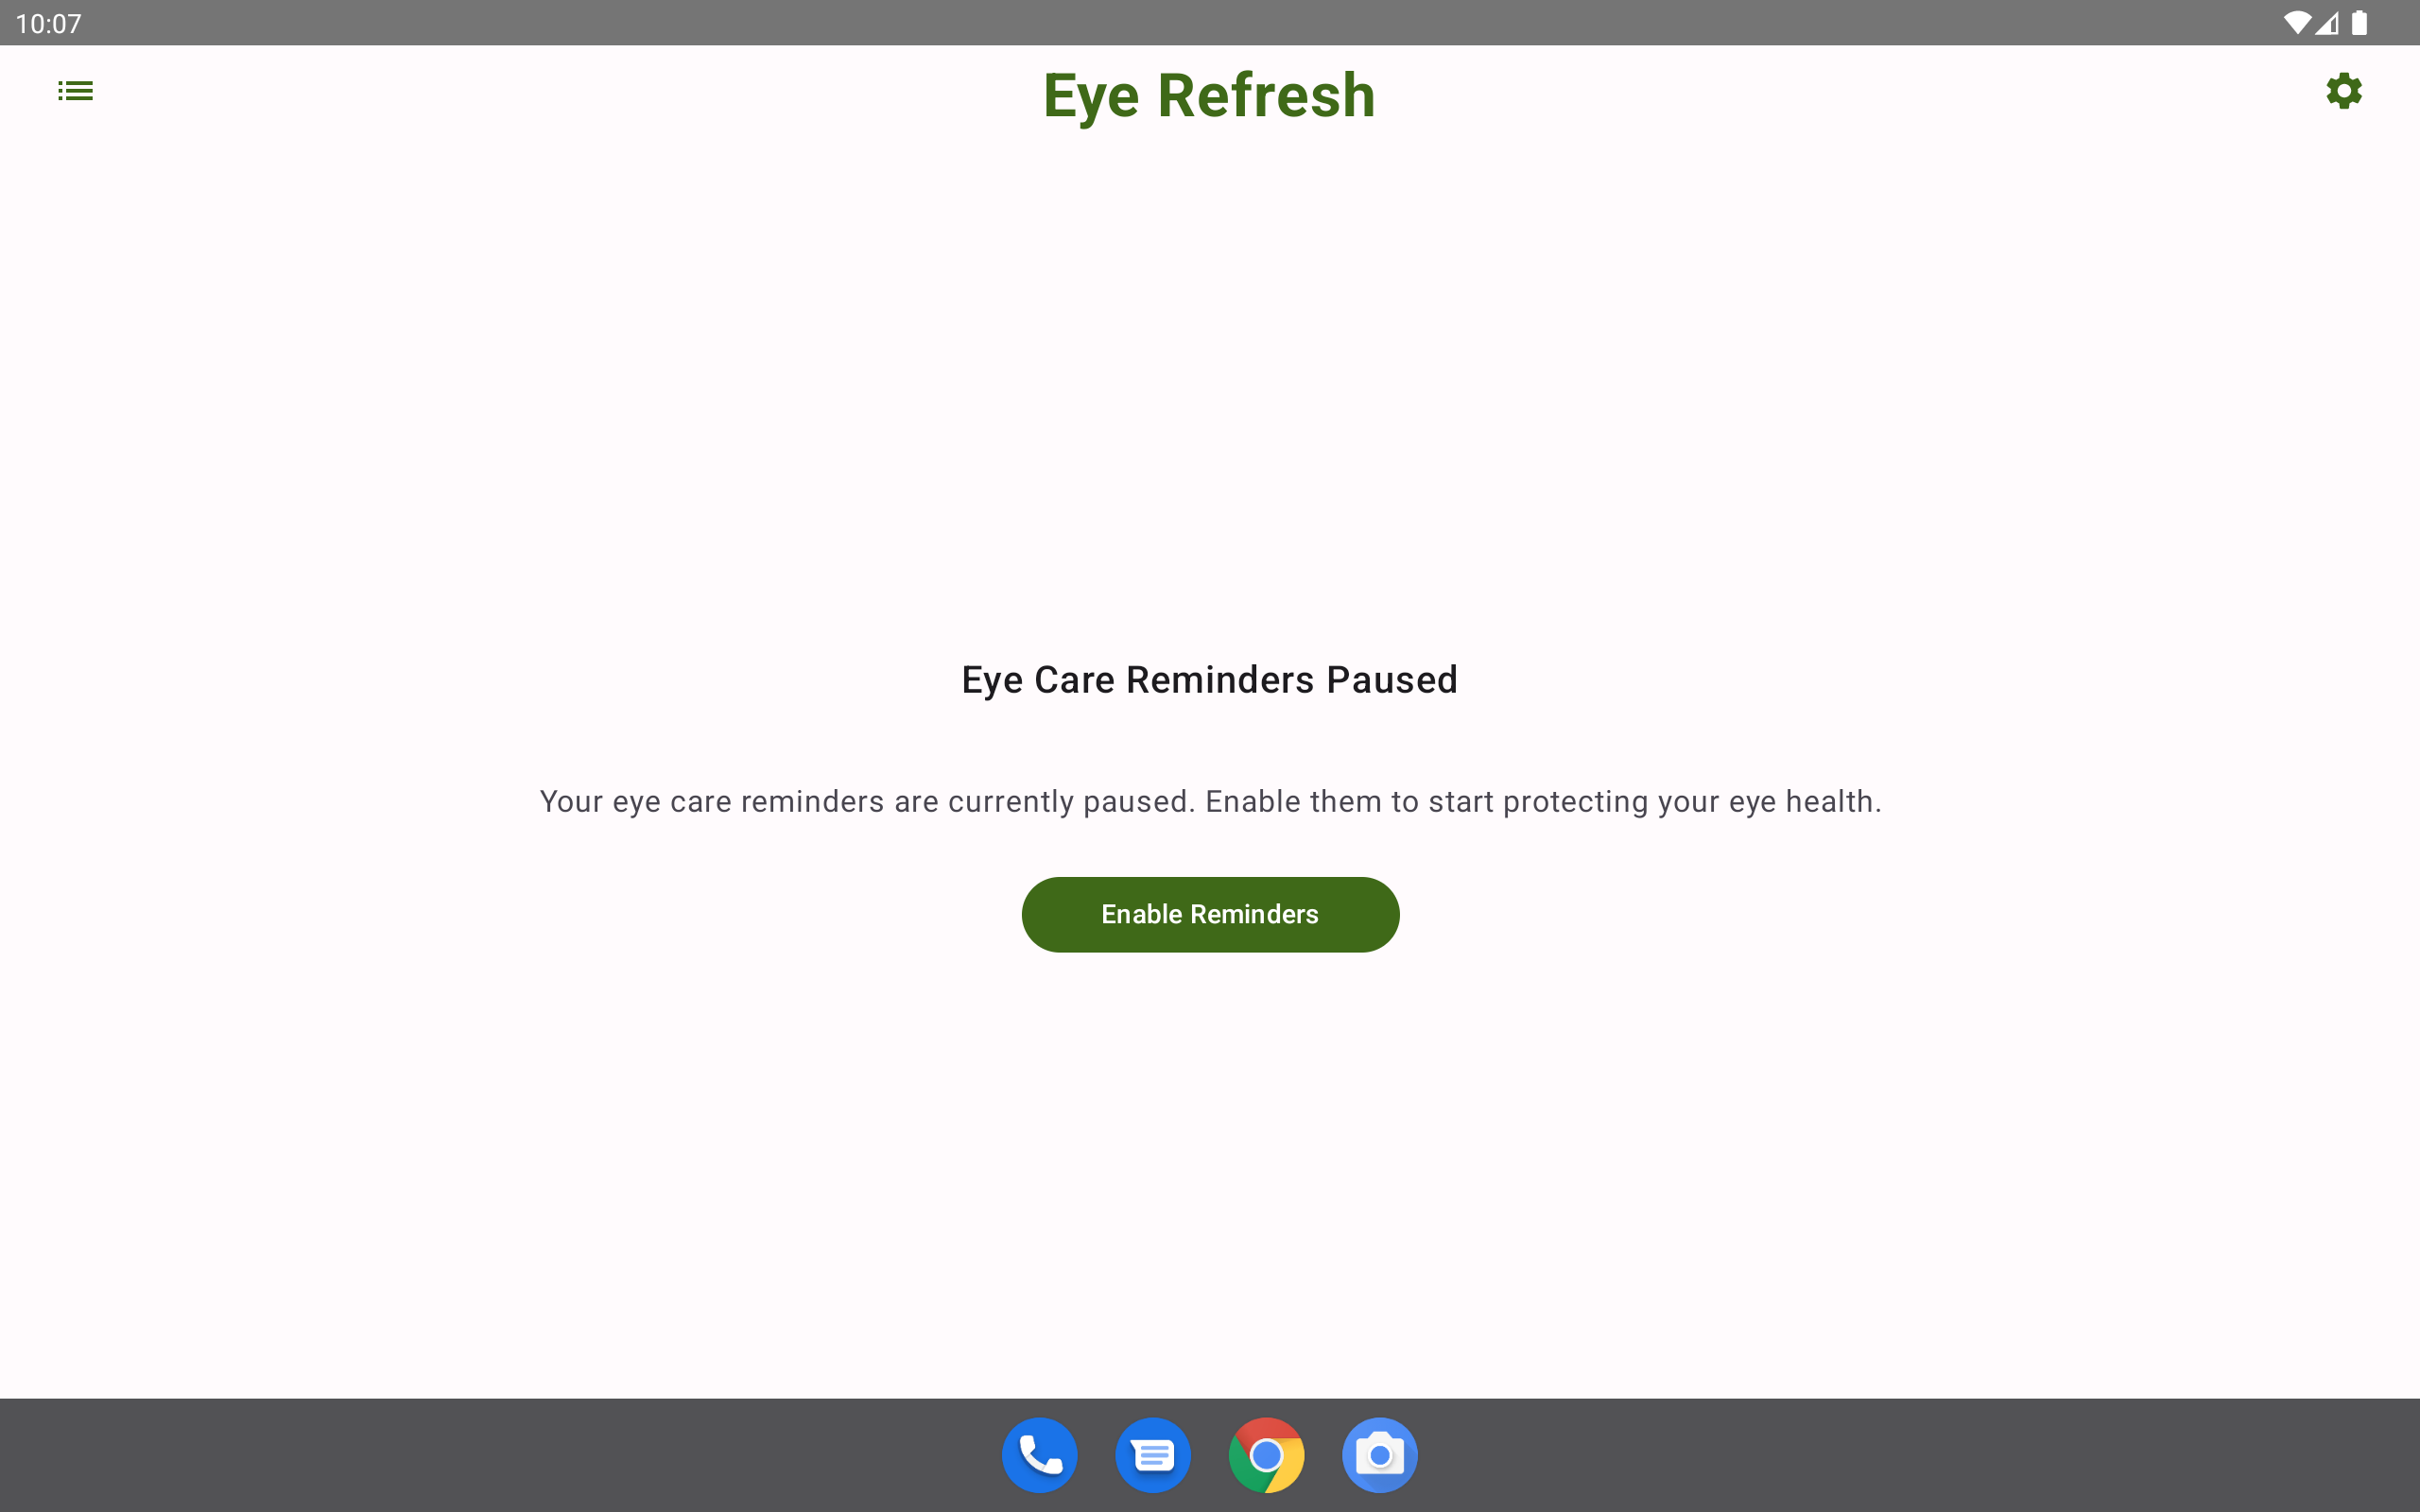 10:07
Eye Refresh
Eye Care Reminders Paused
Your eye care reminders are currently paused. Enable them to start protecting your eye health.
Enable Reminders